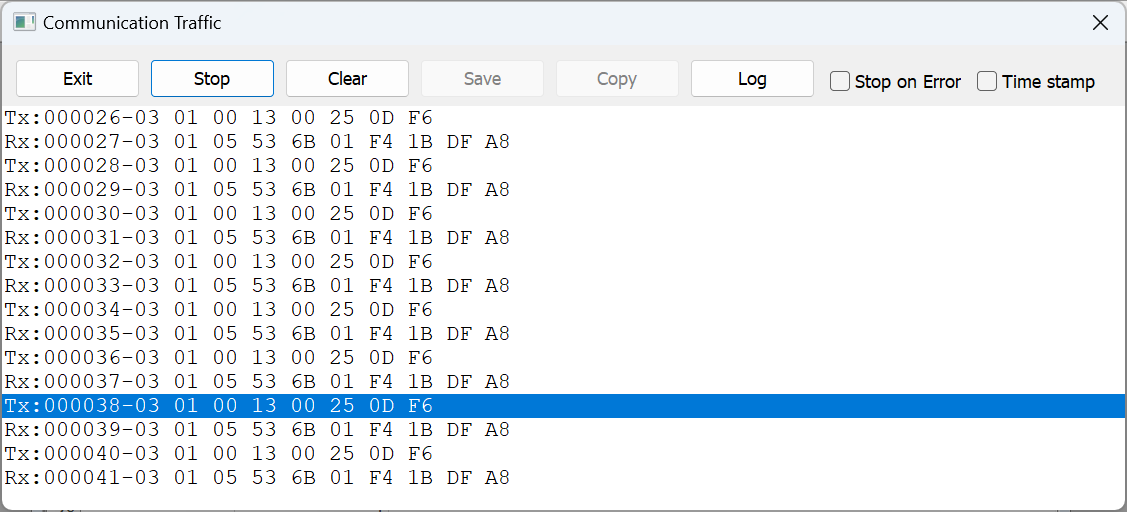 Communication Traffic
Exit Stop Clear Save Copy Log Stop on Error Time stamp
Tx:000026-03 01 00 13 00 25 0D F6
Rx:000027-03 01 05 53 6B 01 F4 1B DF A8
Tx:000028-03 01 00 13 00 25 0D F6
Rx:000029-03 01 05 53 6B 01 F4 1B DF A8
Tx:000030-03 01 00 13 00 25 0D F6
Rx:000031-03 01 05 53 6B 01 F4 1B DF A8
Tx:000032-03 01 00 13 00 25 0D F6
Rx:000033-03 01 05 53 6B 01 F4 1B DF A8
Tx:000034-03 01 00 13 00 25 0D F6
Rx:000035-03 01 05 53 6B 01 F4 1B DF A8
Tx:000036-03 01 00 13 00 25 0D F6
Rx:000037-03 01 05 53 6B 01 F4 1B DF A8
Tx:000038-03 01 00 13 00 25 0D F6
Rx:000039-03 01 05 53 6B 01 F4 1B DF A8
Tx:000040-03 01 00 13 00 25 0D F6
Rx:000041-03 01 05 53 6B 01 F4 1B DF A8